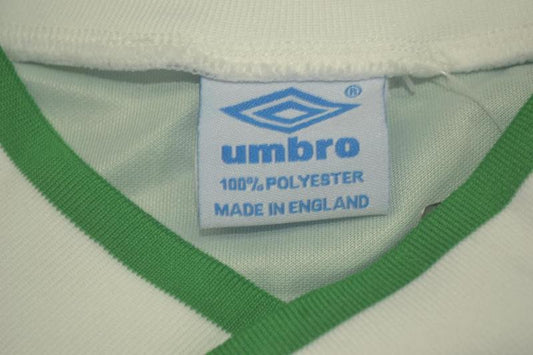 ®
umbro
100% POLYESTER
MADE IN ENGLAND